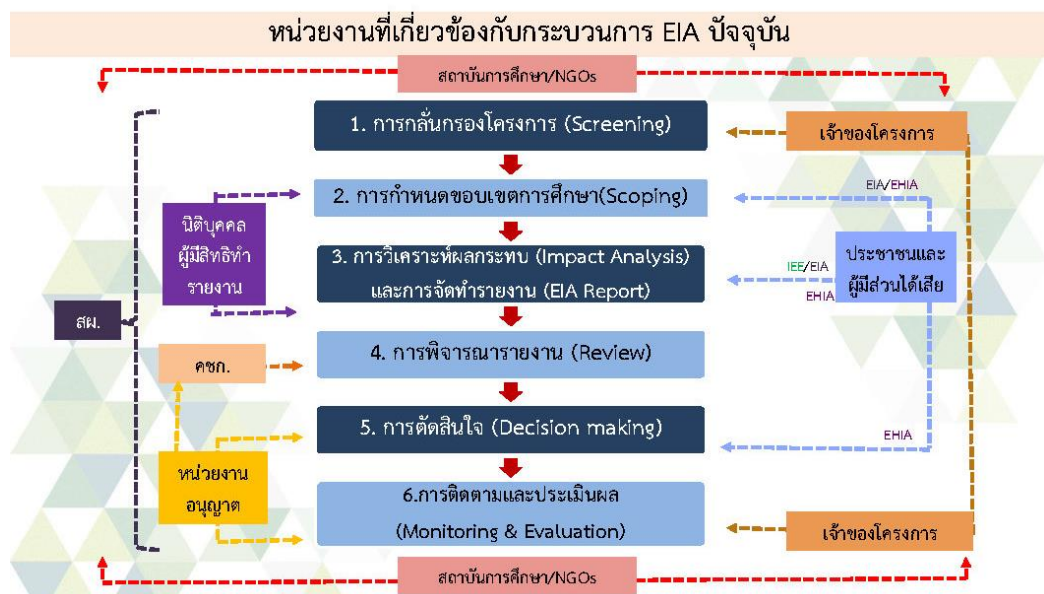 หน่วยงานที่เกี่ยวข้องกับกระบวนการ EIA ปัจจุบัน
สถาบันการศึกษา/NGOs
1. การกลั่นกรองโครงการ (Screening)
เจ้าของโครงการ
2. การกำหนดขอบเขตการศึกษา(Scoping)
EIA/EHIA
นิติบุคคล
ผู้มีสิทธิทำ
รายงาน
3. การวิเคราะห์ผลกระทบ (Impact Analysis)
และการจัดทำรายงาน (EIA Report)
IEE/EIA
EHIA
ประชาชนและ
ผู้มีส่วนได้เสีย
สผ.
คชก.
4. การพิจารณารายงาน (Review)
5. การตัดสินใจ (Decision making)
EHIA
หน่วยงาน
อนุญาต
6.การติดตามและประเมินผล
(Monitoring & Evaluation)
เจ้าของโครงการ
สถาบันการศึกษา/NGOs